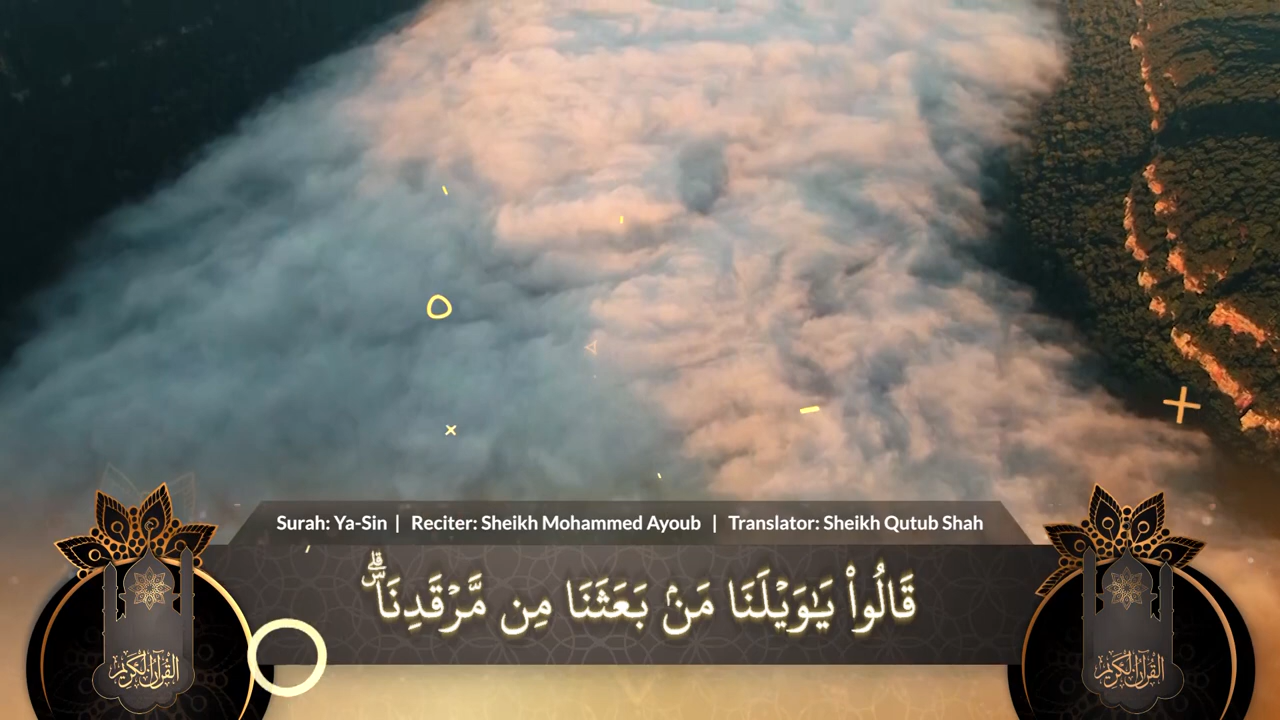 Surah: Ya-Sin | Reciter: Sheikh Mohammed Ayoub | Translator: Sheikh Qutub Shah
قَالُوا۟ يَـٰوَيْلَنَا مَنۢ بَعَثَنَا مِن مَّرْقَدِنَا ۜ ۗ
القرآن الكريم
القرآن الكريم